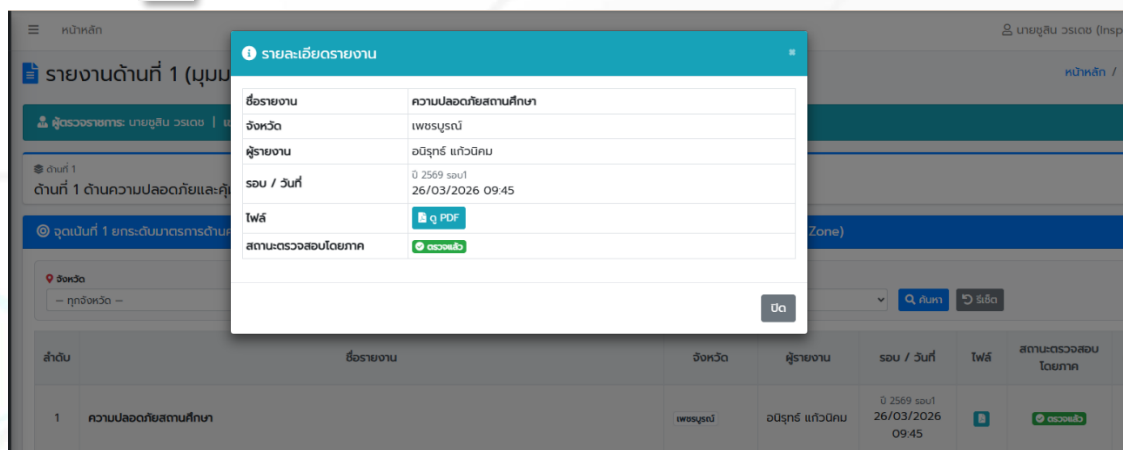 หน้าหลัก
นายชูสิน วรเดช (Insp
รายงานด้านที่ 1 (มุมม
หน้าหลัก /
ผู้ตรวจราชการ: นายชูสิน วรเดช |
ด้านที่ 1
ด้านที่ 1 ด้านความปลอดภัยและคุ้
จุดเน้นที่ 1 ยกระดับมาตรการด้านค
Zone)
รายละเอียดรายงาน
ชื่อรายงาน ความปลอดภัยสถานศึกษา
จังหวัด เพชรบูรณ์
ผู้รายงาน อนิรุทธ์ แก้วนิคม
รอบ / วันที่ ปี 2569 รอบ1
26/03/2026 09:45
ไฟล์ ดู PDF
สถานะตรวจสอบโดยภาค ตรวจแล้ว
ปิด
จังหวัด
-- ทุกจังหวัด --
ค้นหา รีเซ็ต
ลำดับ ชื่อรายงาน จังหวัด ผู้รายงาน รอบ / วันที่ ไฟล์ สถานะตรวจสอบ
โดยภาค
1 ความปลอดภัยสถานศึกษา เพชรบูรณ์ อนิรุทธ์ แก้วนิคม ปี 2569 รอบ1
26/03/2026
09:45
ตรวจแล้ว